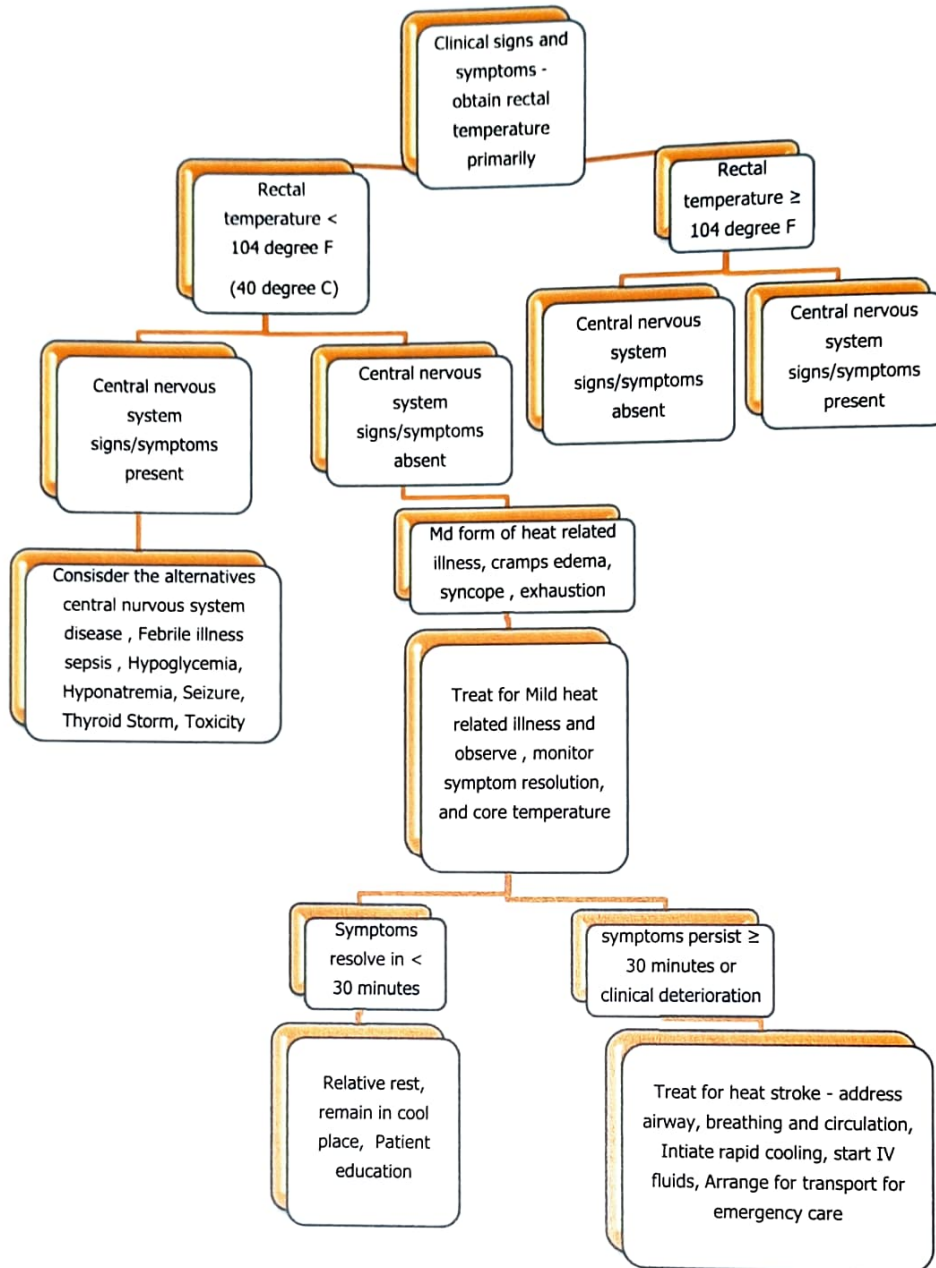 Clinical signs and
symptoms -
obtain rectal
temperature
primarily
Rectal
temperature <
104 degree F
(40 degree C)
Rectal
temperature ≥
104 degree F
Central nervous
system
signs/symptoms
present
Central nervous
system
signs/symptoms
absent
Central nervous
system
signs/symptoms
absent
Central nervous
system
signs/symptoms
present
Consisder the alternatives
central nurvous system
disease , Febrile illness
sepsis , Hypoglycemia,
Hyponatremia, Seizure,
Thyroid Storm, Toxicity
Md form of heat related
illness, cramps edema,
syncope , exhaustion
Treat for Mild heat
related illness and
observe , monitor
symptom resolution,
and core temperature
Symptoms
resolve in <
30 minutes
symptoms persist ≥
30 minutes or
clinical deterioration
Relative rest,
remain in cool
place, Patient
education
Treat for heat stroke - address
airway, breathing and circulation,
Intiate rapid cooling, start IV
fluids, Arrange for transport for
emergency care